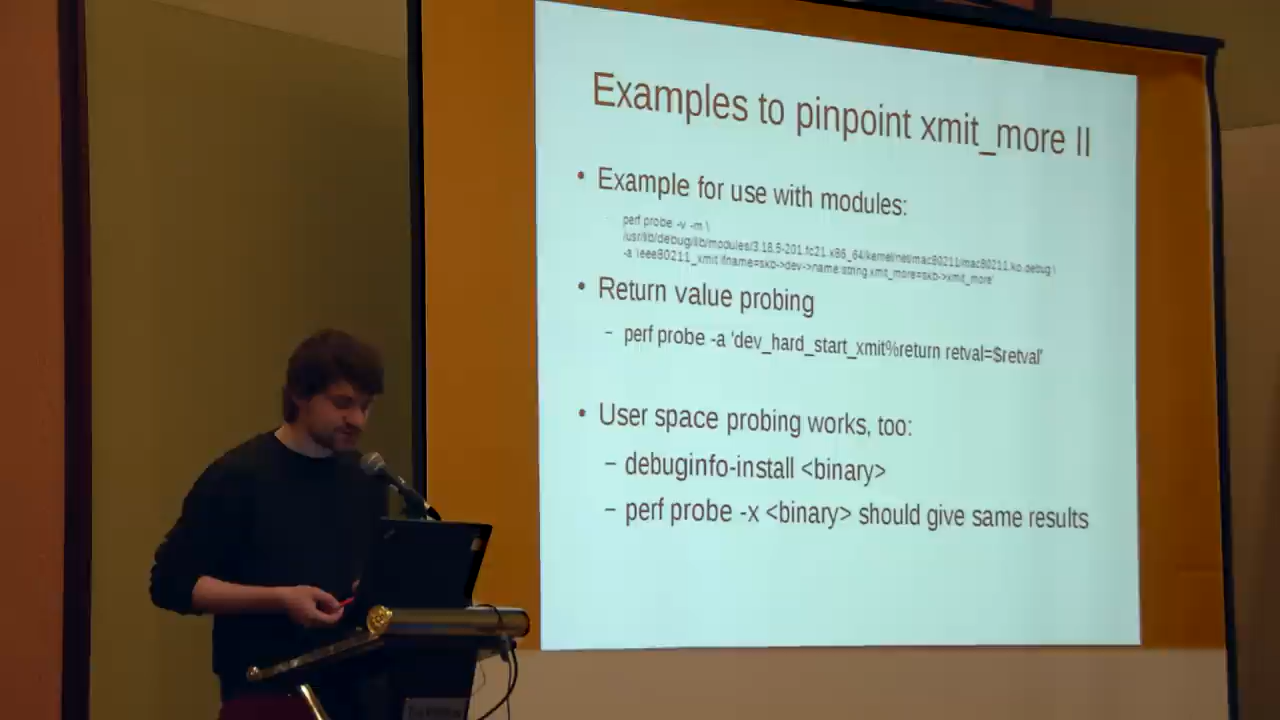 Examples to pinpoint xmit_more II
• Example for use with modules:
– perf probe -v -m \
/usr/lib/debug/lib/modules/3.18.5-201.fc21.x86_64/kernel/net/mac80211/mac80211.ko.debug \
-a 'ieee80211_xmit ifname=skb->dev->name:string xmit_more=skb->xmit_more'
• Return value probing
– perf probe -a 'dev_hard_start_xmit%return retval=$retval'
• User space probing works, too:
– debuginfo-install <binary>
– perf probe -x <binary> should give same results